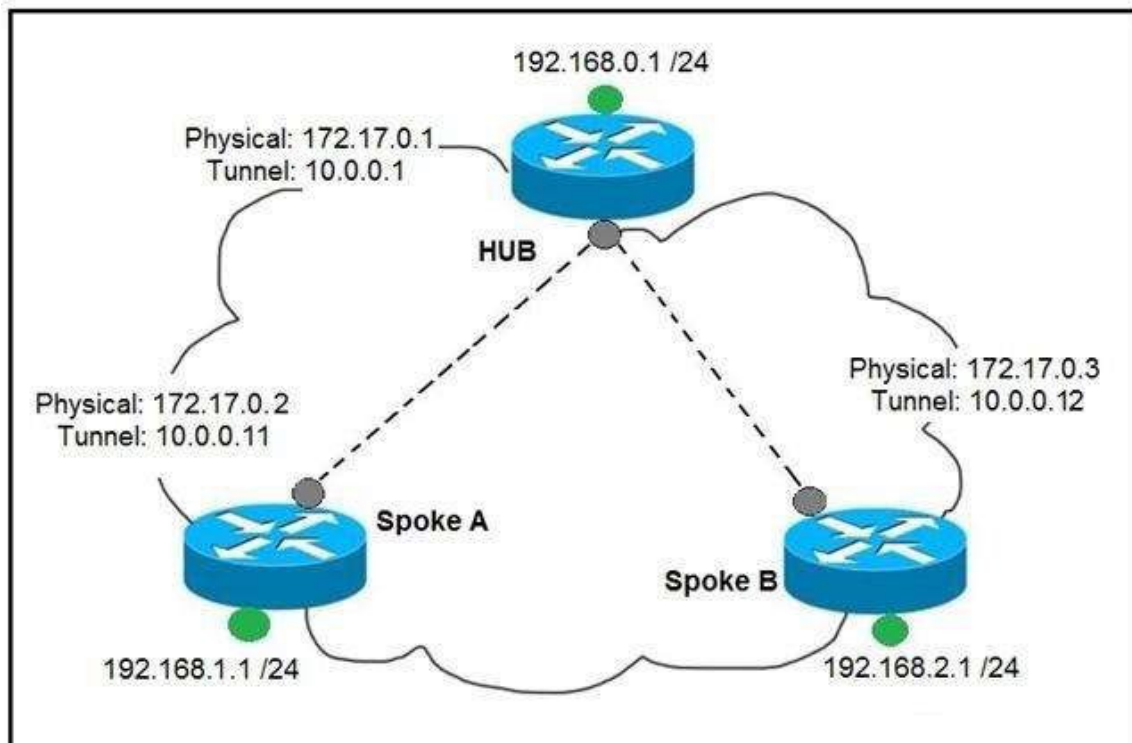 192.168.0.1 /24
Physical: 172.17.0.1
Tunnel: 10.0.0.1
HUB
Physical: 172.17.0.3
Tunnel: 10.0.0.12
Physical: 172.17.0.2
Tunnel: 10.0.0.11
Spoke A
Spoke B
192.168.1.1 /24
192.168.2.1 /24